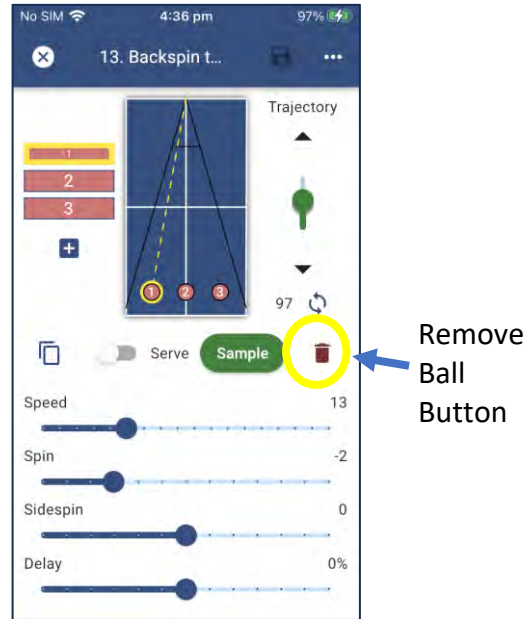 No SIM 4:36 pm 97%
13. Backspin t...
Trajectory
1
2
3
1 2 3
97
Serve Sample
Remove
Ball
Button
Speed 13
Spin -2
Sidespin 0
Delay 0%